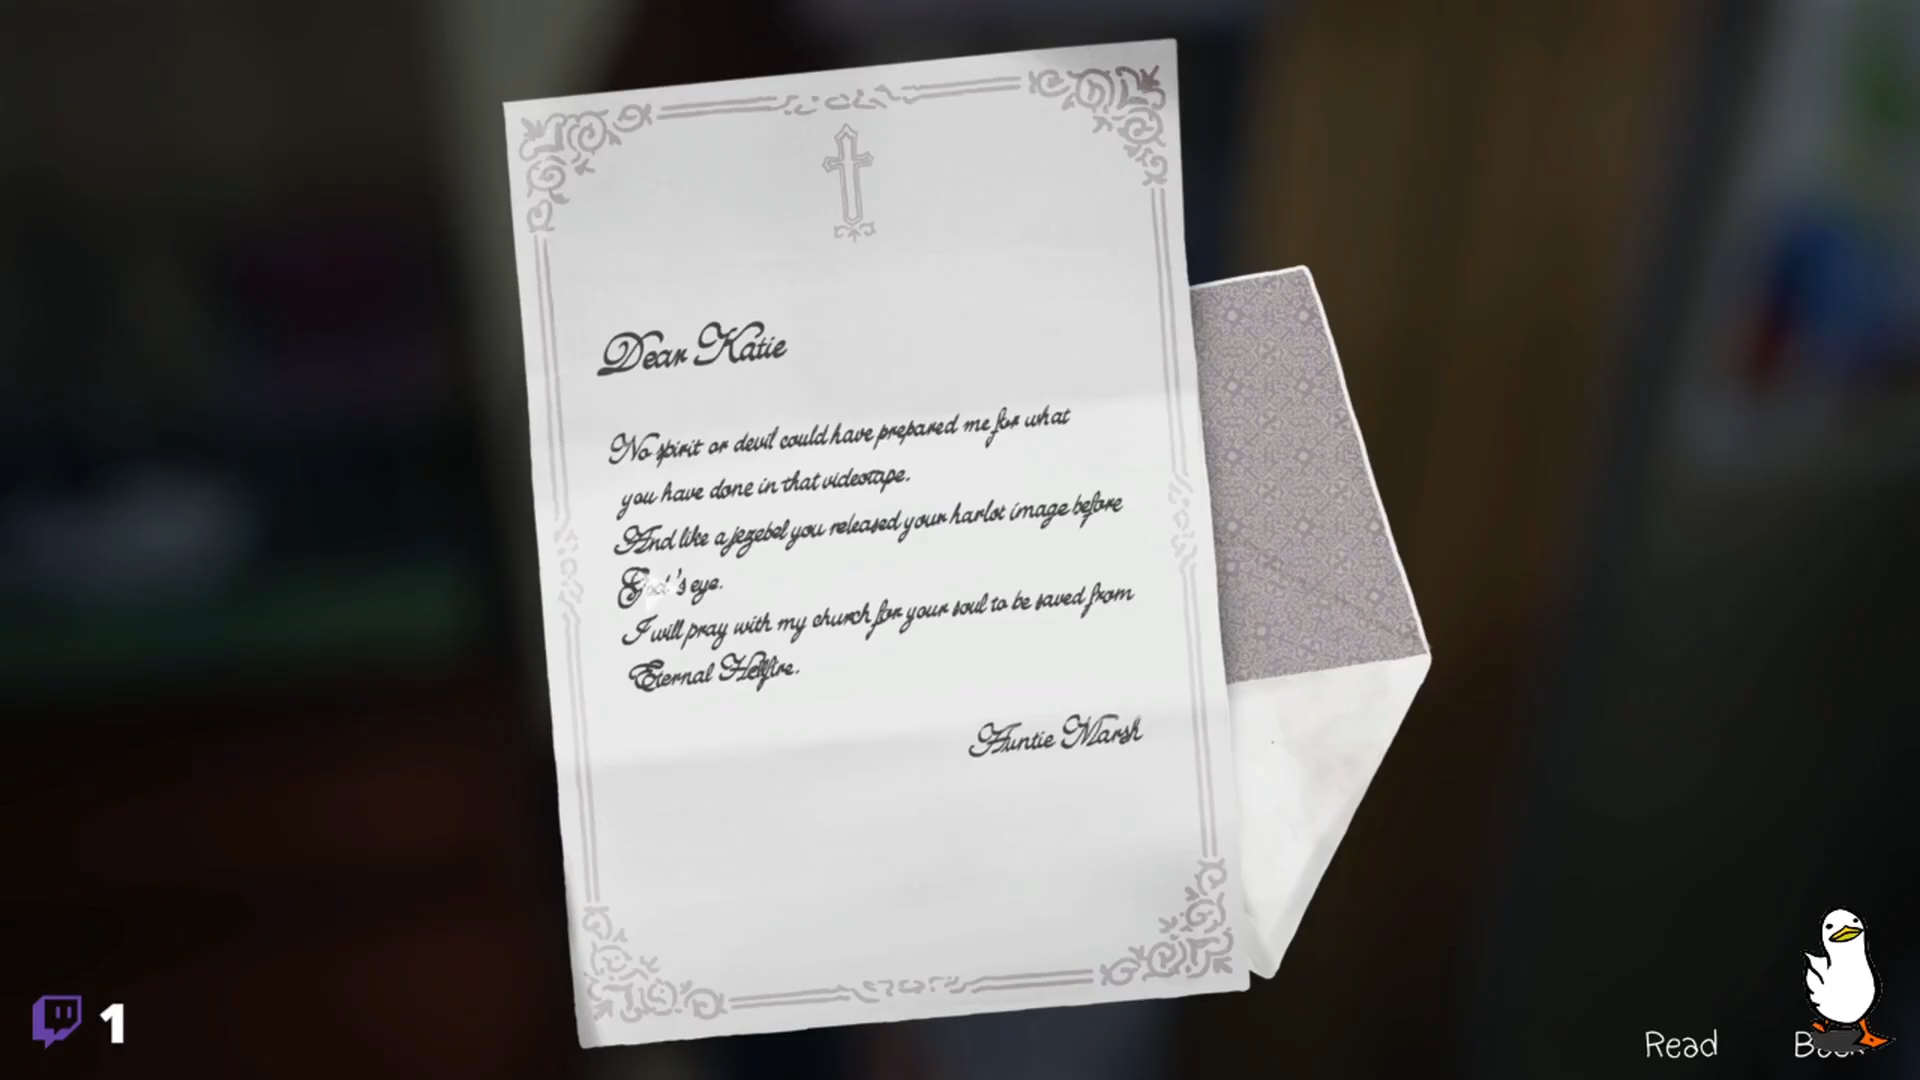 Dear Katie
No spirit or devil could have prepared me for what
you have done in that videotape.
And like a jezebel you released your harlot image before
God's eye.
I will pray with my church for your soul to be saved from
Eternal Hellfire.
Auntie Marsh
1
Read
Back